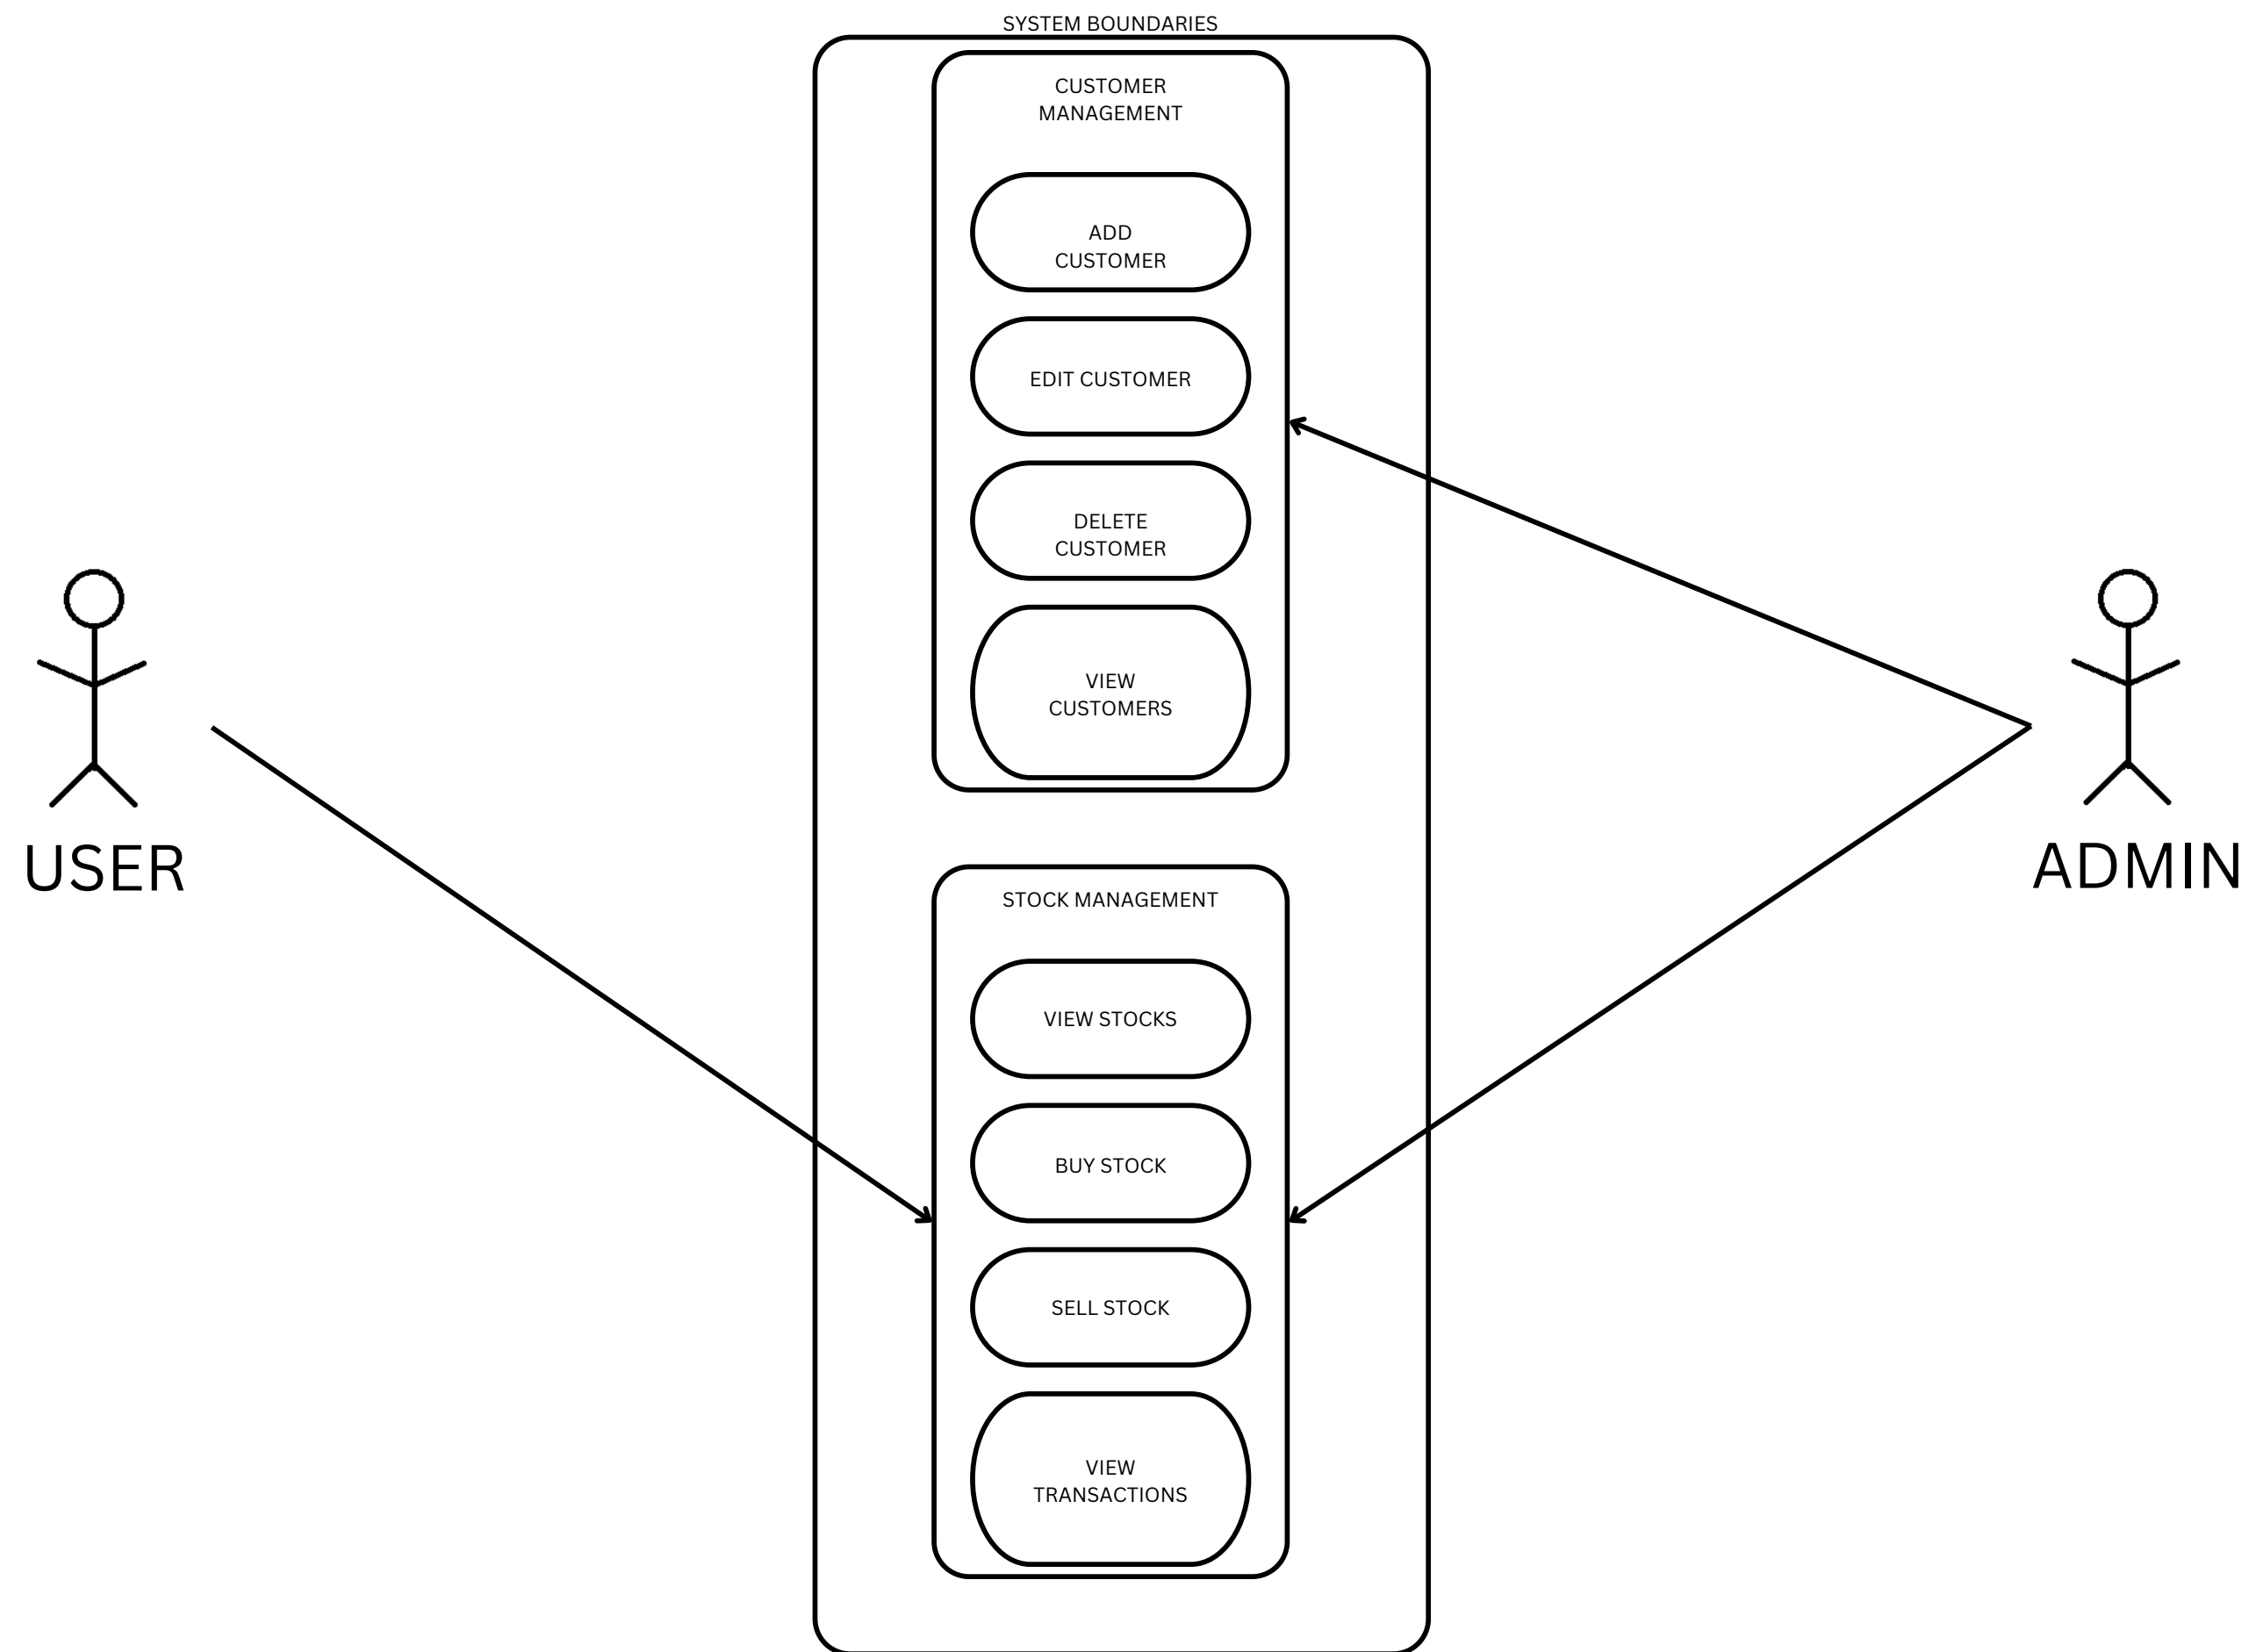 SYSTEM BOUNDARIES
CUSTOMER
MANAGEMENT
ADD
CUSTOMER
EDIT CUSTOMER
DELETE
CUSTOMER
VIEW
CUSTOMERS
USER
ADMIN
STOCK MANAGEMENT
VIEW STOCKS
BUY STOCK
SELL STOCK
VIEW
TRANSACTIONS